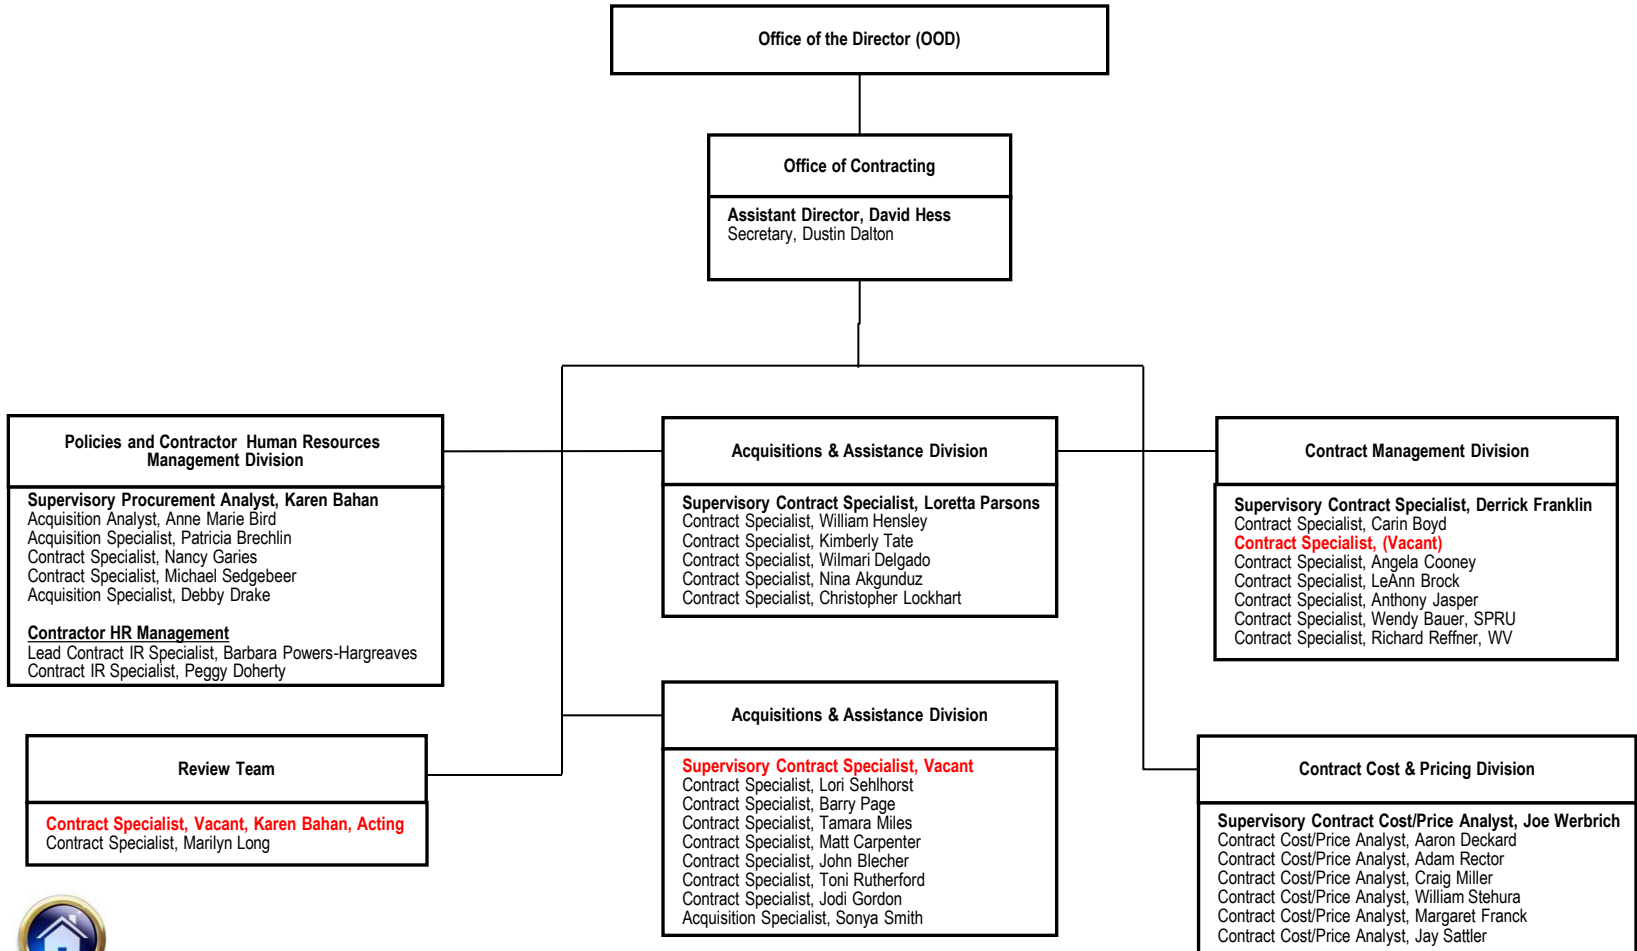 Office of the Director (OOD)
Office of Contracting
Assistant Director, David Hess
Secretary, Dustin Dalton
Policies and Contractor Human Resources
Management Division
Supervisory Procurement Analyst, Karen Bahan
Acquisition Analyst, Anne Marie Bird
Acquisition Specialist, Patricia Brechlin
Contract Specialist, Nancy Garies
Contract Specialist, Michael Sedgebeer
Acquisition Specialist, Debby Drake
Contractor HR Management
Lead Contract IR Specialist, Barbara Powers-Hargreaves
Contract IR Specialist, Peggy Doherty
Acquisitions & Assistance Division
Supervisory Contract Specialist, Loretta Parsons
Contract Specialist, William Hensley
Contract Specialist, Kimberly Tate
Contract Specialist, Wilmari Delgado
Contract Specialist, Nina Akgunduz
Contract Specialist, Christopher Lockhart
Contract Management Division
Supervisory Contract Specialist, Derrick Franklin
Contract Specialist, Carin Boyd
Contract Specialist, (Vacant)
Contract Specialist, Angela Cooney
Contract Specialist, LeAnn Brock
Contract Specialist, Anthony Jasper
Contract Specialist, Wendy Bauer, SPRU
Contract Specialist, Richard Reffner, WV
Review Team
Contract Specialist, Vacant, Karen Bahan, Acting
Contract Specialist, Marilyn Long
Acquisitions & Assistance Division
Supervisory Contract Specialist, Vacant
Contract Specialist, Lori Sehlhorst
Contract Specialist, Barry Page
Contract Specialist, Tamara Miles
Contract Specialist, Matt Carpenter
Contract Specialist, John Blecher
Contract Specialist, Toni Rutherford
Contract Specialist, Jodi Gordon
Acquisition Specialist, Sonya Smith
Contract Cost & Pricing Division
Supervisory Contract Cost/Price Analyst, Joe Werbrich
Contract Cost/Price Analyst, Aaron Deckard
Contract Cost/Price Analyst, Adam Rector
Contract Cost/Price Analyst, Craig Miller
Contract Cost/Price Analyst, William Stehura
Contract Cost/Price Analyst, Margaret Franck
Contract Cost/Price Analyst, Jay Sattler